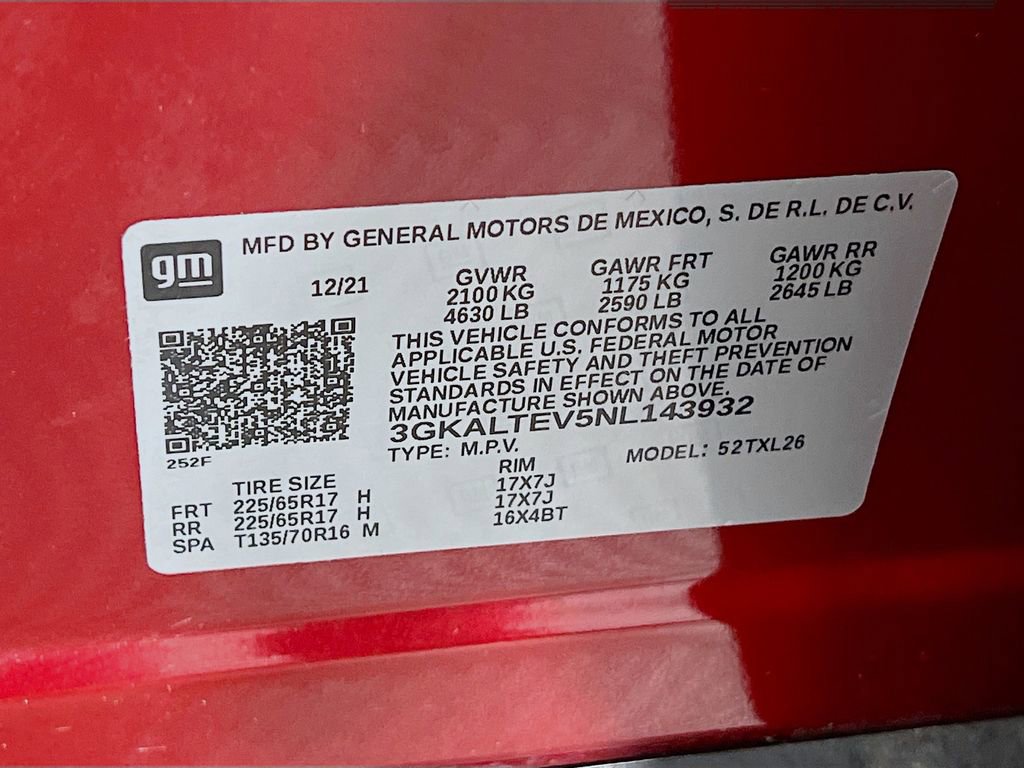 gm
MFD BY GENERAL MOTORS DE MEXICO, S. DE R.L. DE C.V.
12/21
GVWR
2100 KG
4630 LB
GAWR FRT
1175 KG
2590 LB
GAWR RR
1200 KG
2645 LB
THIS VEHICLE CONFORMS TO ALL
APPLICABLE U.S. FEDERAL MOTOR
VEHICLE SAFETY AND THEFT PREVENTION
STANDARDS IN EFFECT ON THE DATE OF
MANUFACTURE SHOWN ABOVE.
3GKALTEV5NL143932
TYPE: M.P.V.
MODEL: 52TXL26
252F
TIRE SIZE RIM
FRT 225/65R17 H 17X7J
RR 225/65R17 H 17X7J
SPA T135/70R16 M 16X4BT